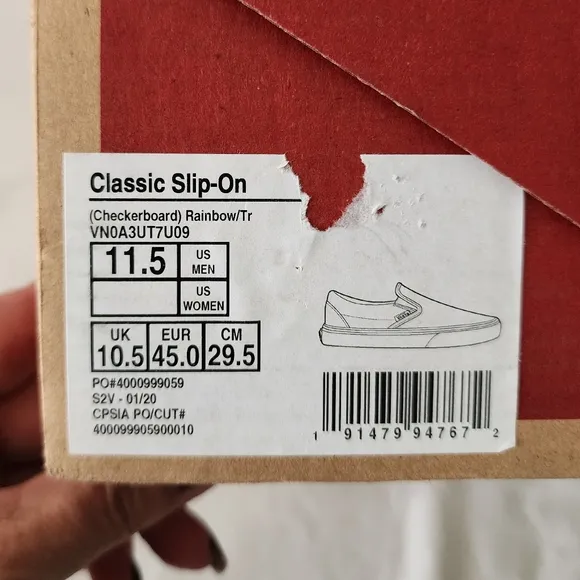 Classic Slip-On
(Checkerboard) Rainbow/Tr
VN0A3UT7U09
11.5 US MEN
US WOMEN
UK EUR CM
10.5 45.0 29.5
PO#4000999059
S2V - 01/20
CPSIA PO/CUT#
400099905900010
1 91479 94767 2